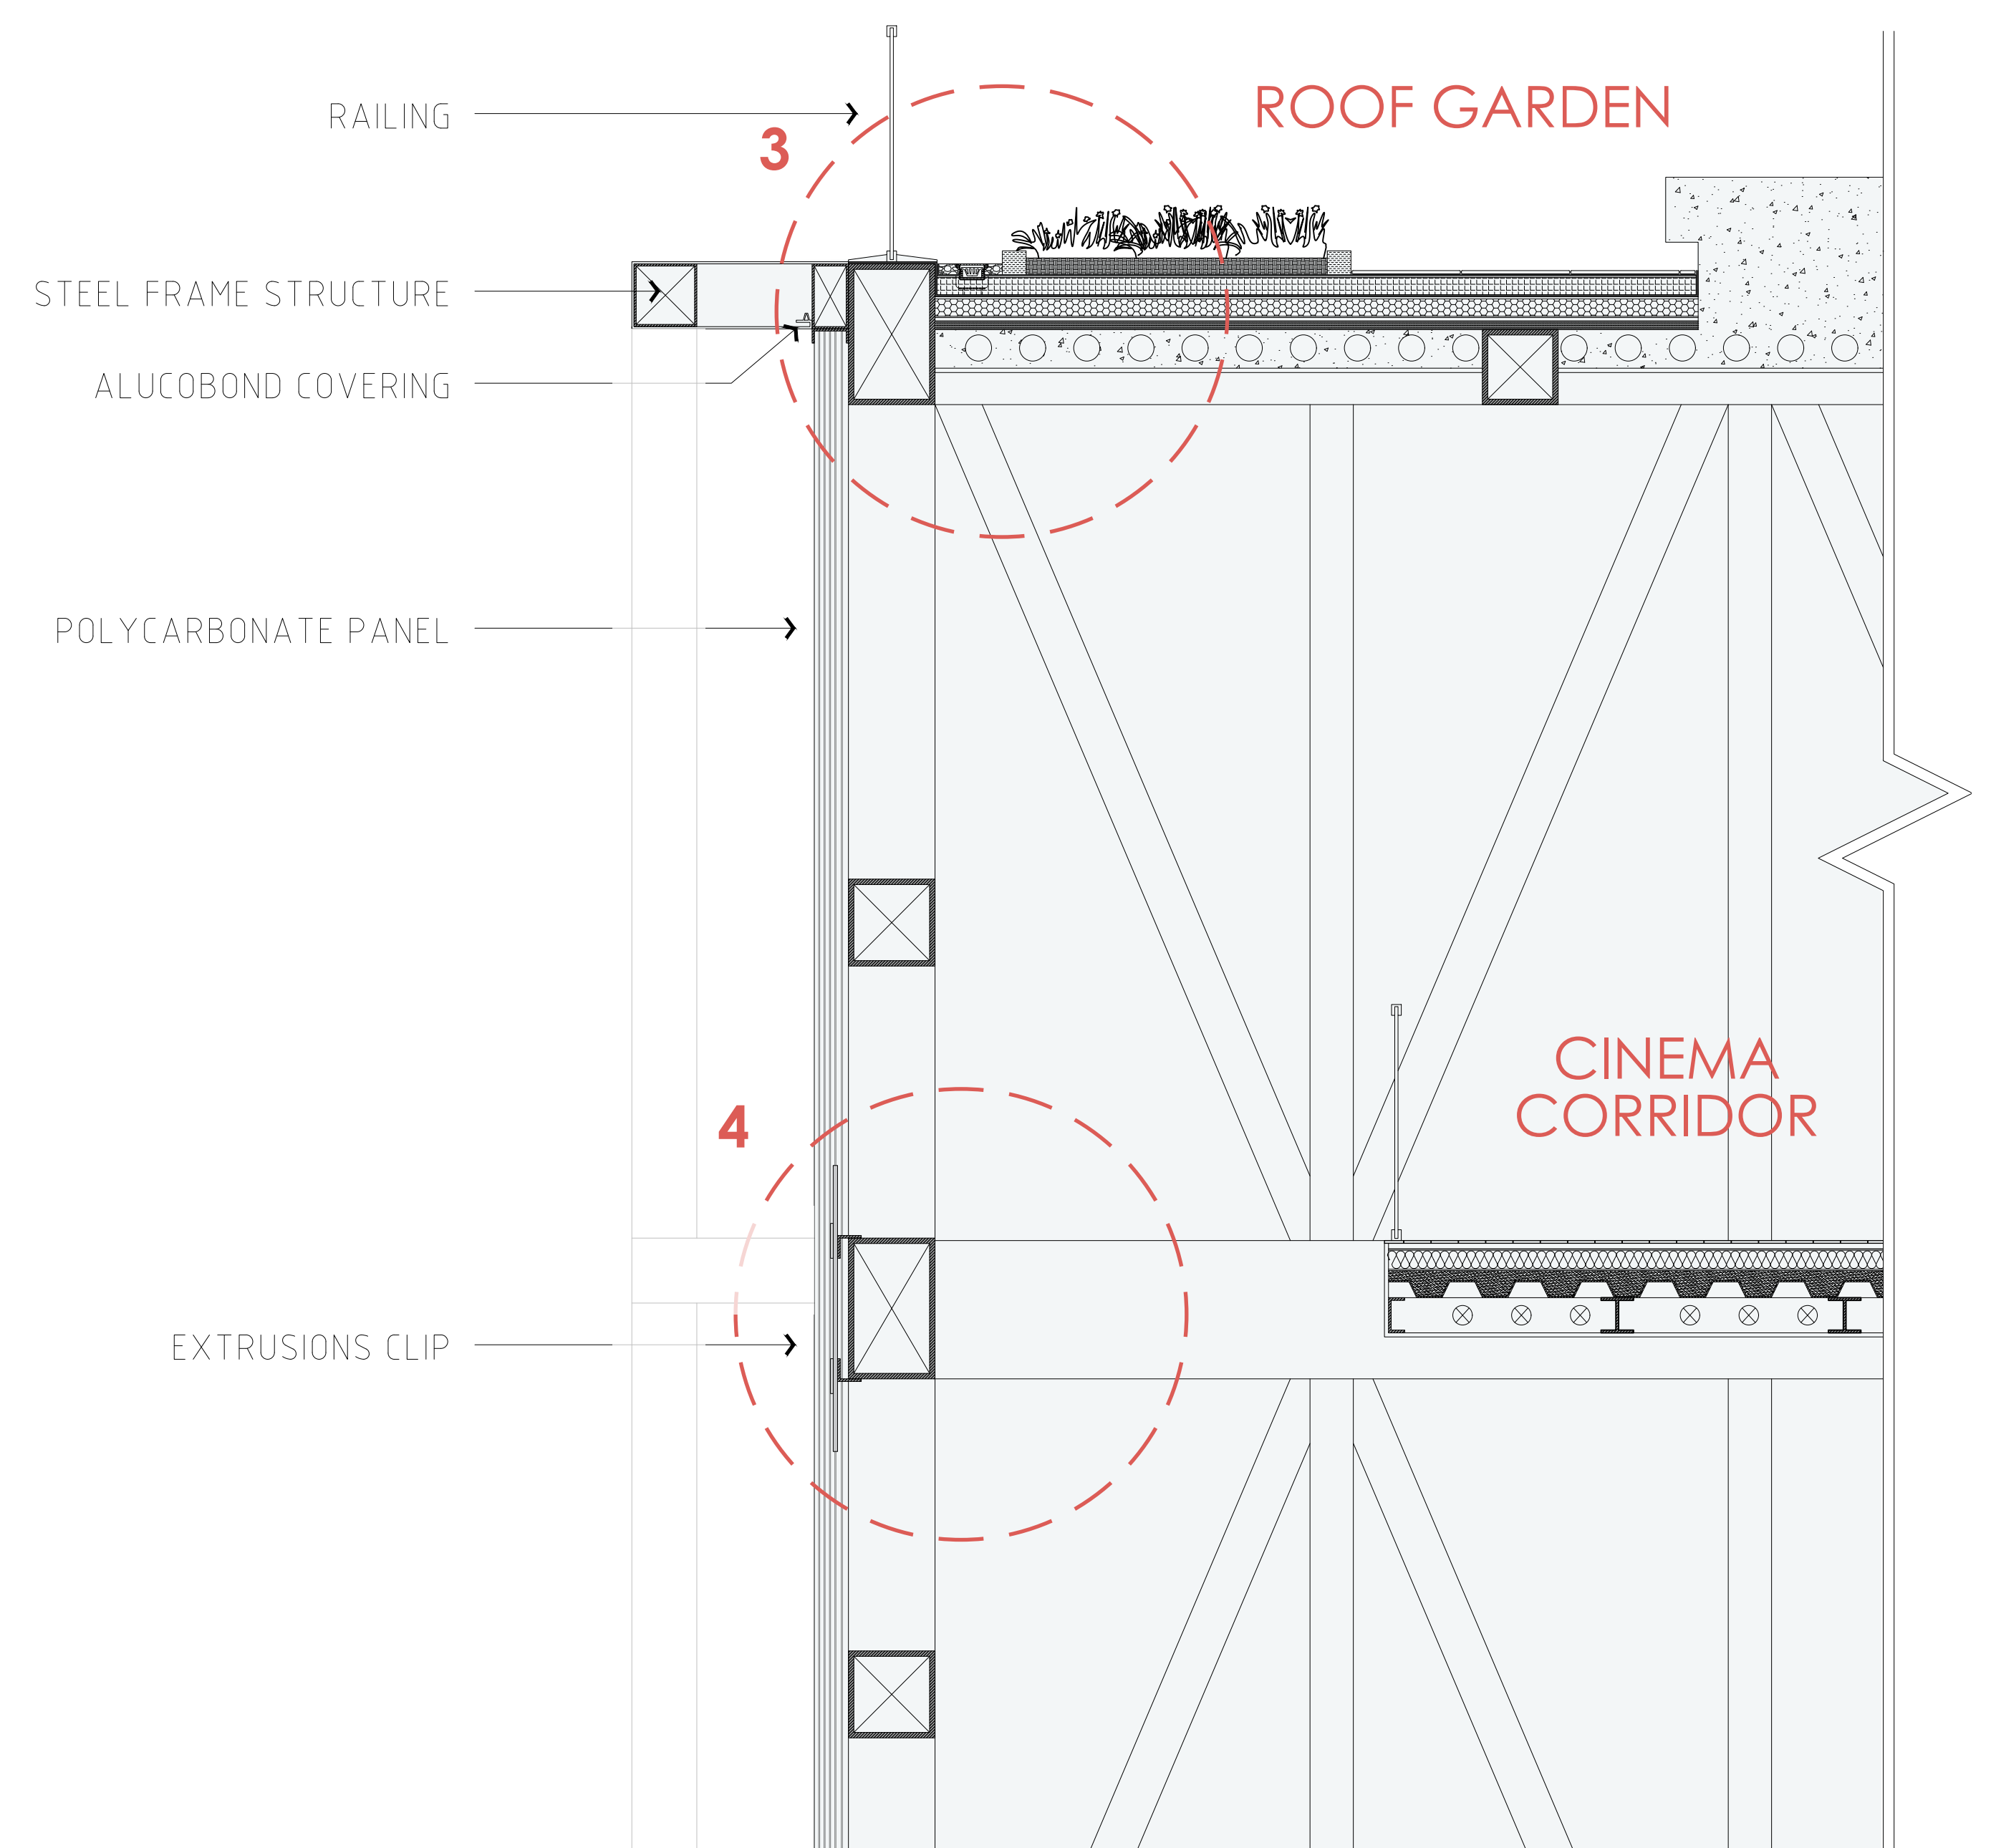 RAILING
ROOF GARDEN
3
STEEL FRAME STRUCTURE
ALUCOBOND COVERING
POLYCARBONATE PANEL
CINEMA
CORRIDOR
4
EXTRUSIONS CLIP